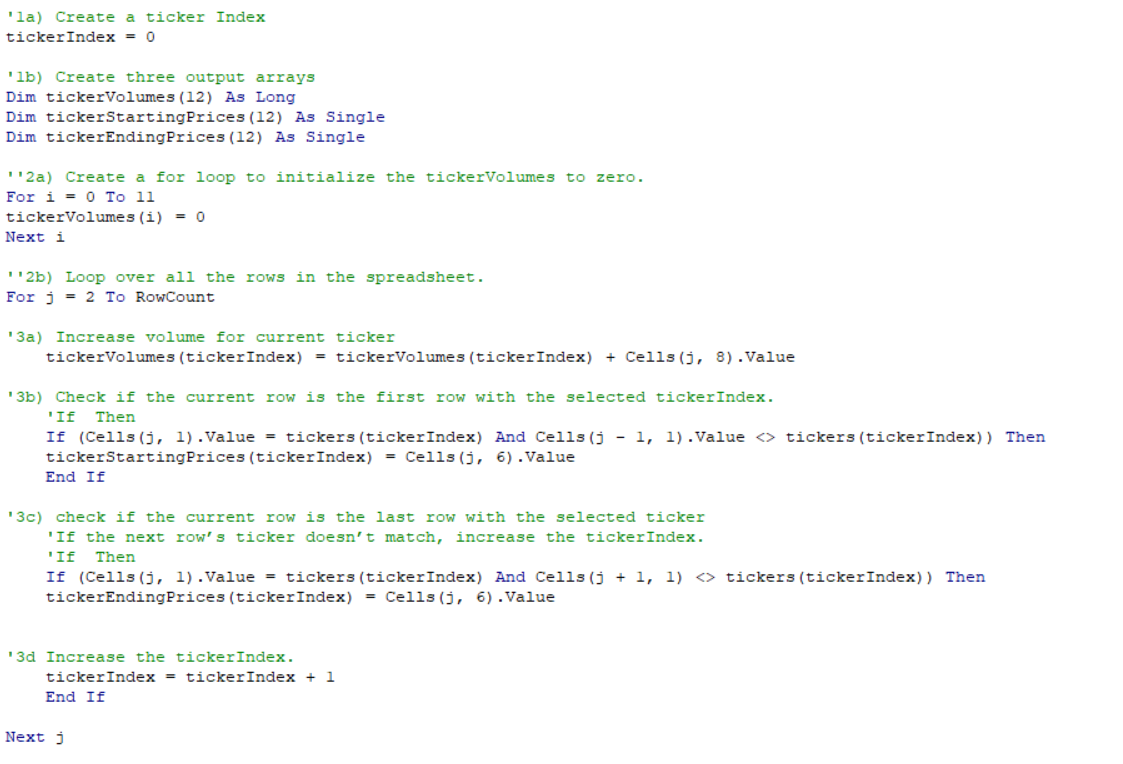 '1a) Create a ticker Index
tickerIndex = 0
'1b) Create three output arrays
Dim tickerVolumes(12) As Long
Dim tickerStartingPrices(12) As Single
Dim tickerEndingPrices(12) As Single
''2a) Create a for loop to initialize the tickerVolumes to zero.
For i = 0 To 11
tickerVolumes(i) = 0
Next i
''2b) Loop over all the rows in the spreadsheet.
For j = 2 To RowCount
'3a) Increase volume for current ticker
    tickerVolumes(tickerIndex) = tickerVolumes(tickerIndex) + Cells(j, 8).Value
'3b) Check if the current row is the first row with the selected tickerIndex.
    'If  Then
    If (Cells(j, 1).Value = tickers(tickerIndex) And Cells(j - 1, 1).Value <> tickers(tickerIndex)) Then
    tickerStartingPrices(tickerIndex) = Cells(j, 6).Value
    End If
'3c) check if the current row is the last row with the selected ticker
    'If the next row’s ticker doesn’t match, increase the tickerIndex.
    'If  Then
    If (Cells(j, 1).Value = tickers(tickerIndex) And Cells(j + 1, 1) <> tickers(tickerIndex)) Then
    tickerEndingPrices(tickerIndex) = Cells(j, 6).Value
'3d Increase the tickerIndex.
    tickerIndex = tickerIndex + 1
    End If
Next j